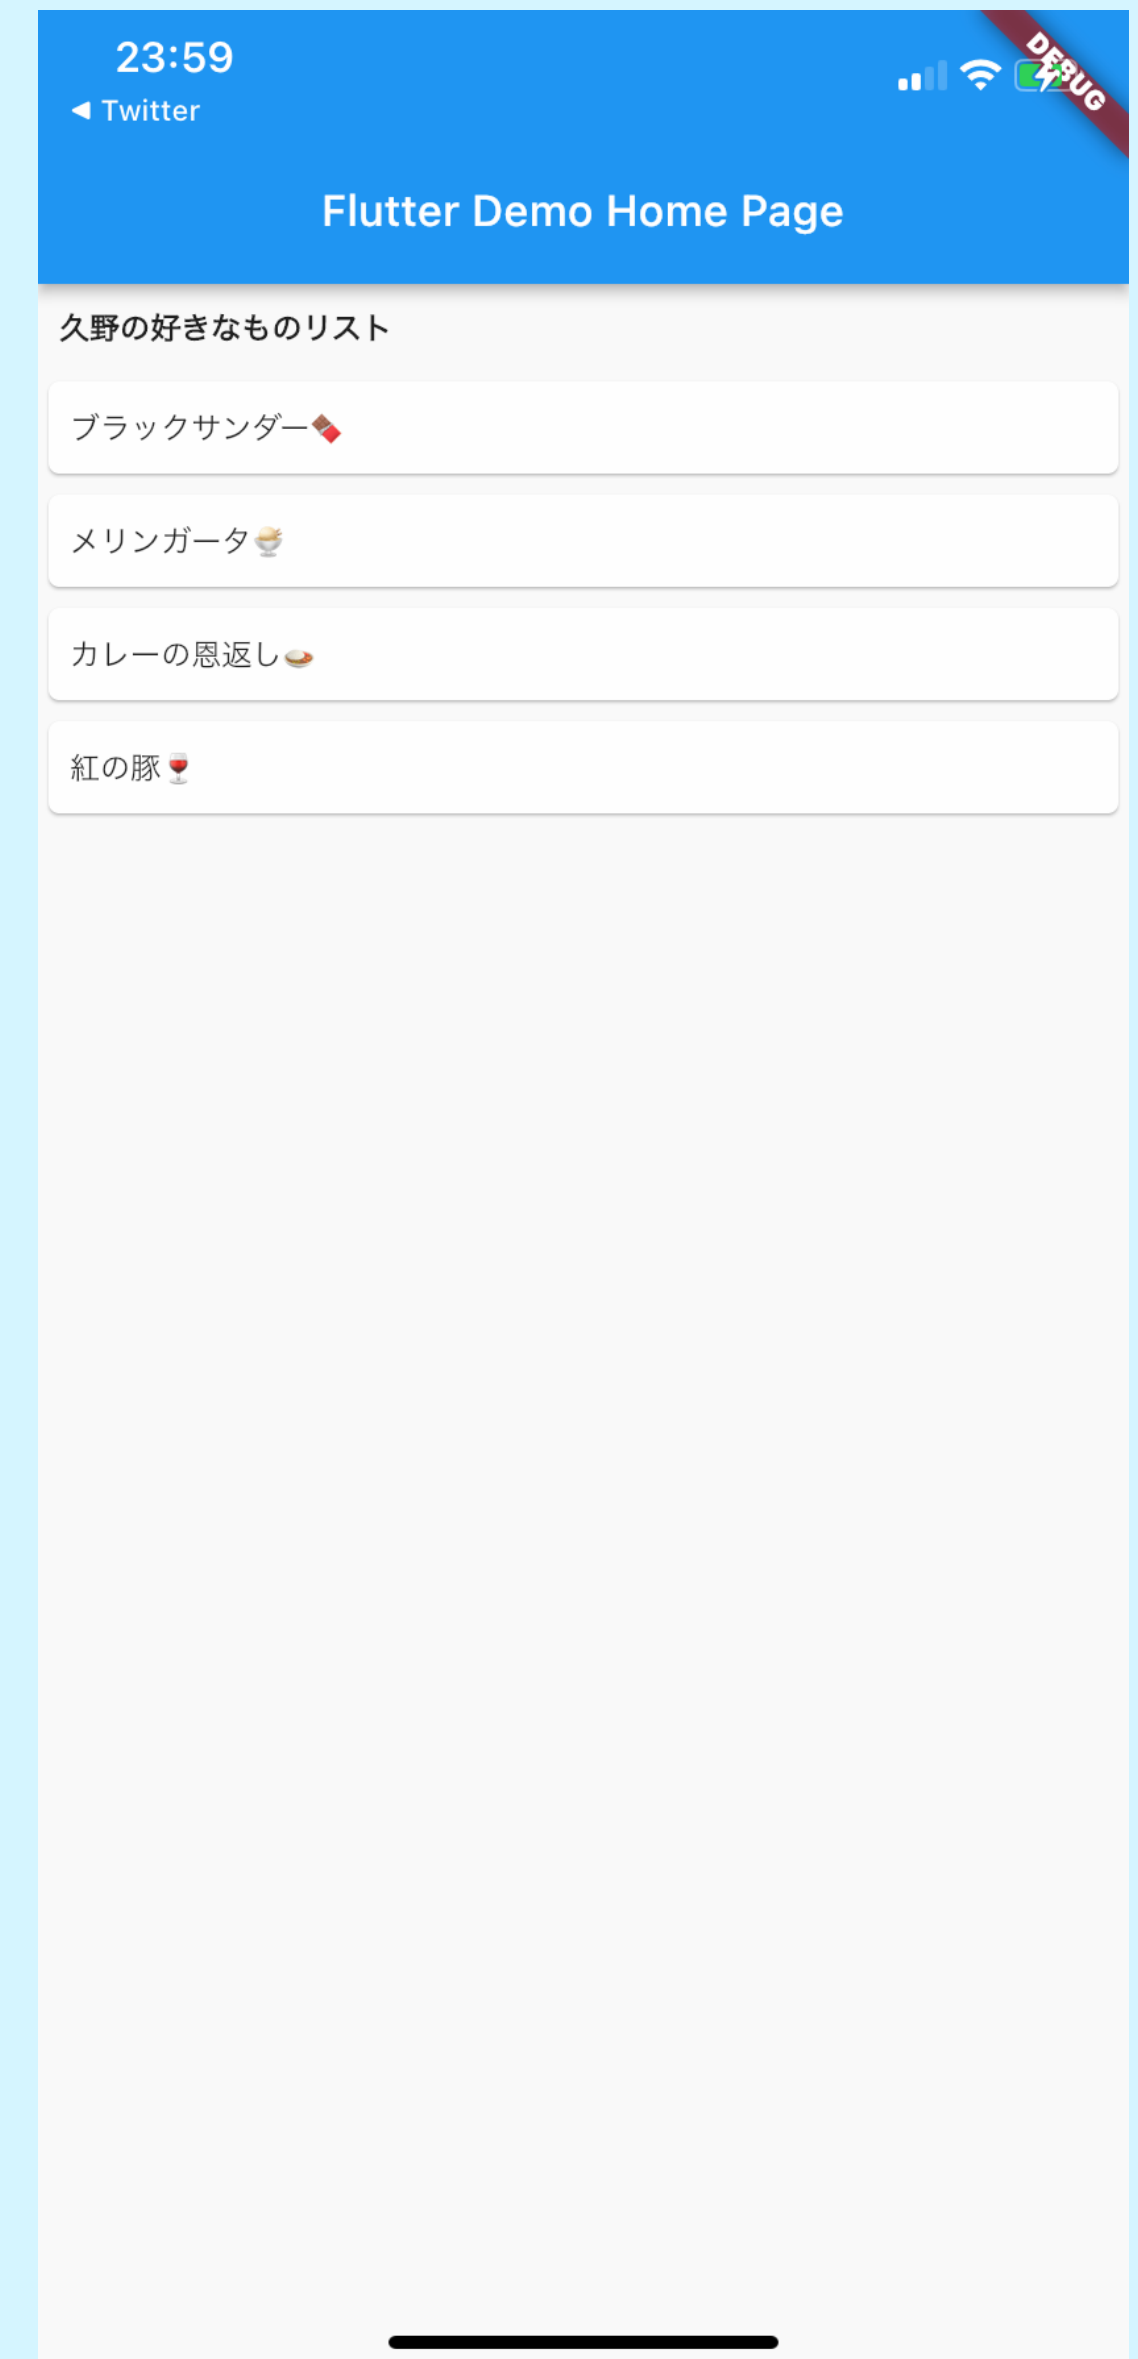 23:59
◀ Twitter
DEBUG
Flutter Demo Home Page
久野の好きなものリスト
ブラックサンダー🍫
メリンガータ🍨
カレーの恩返し🍛
紅の豚🍷